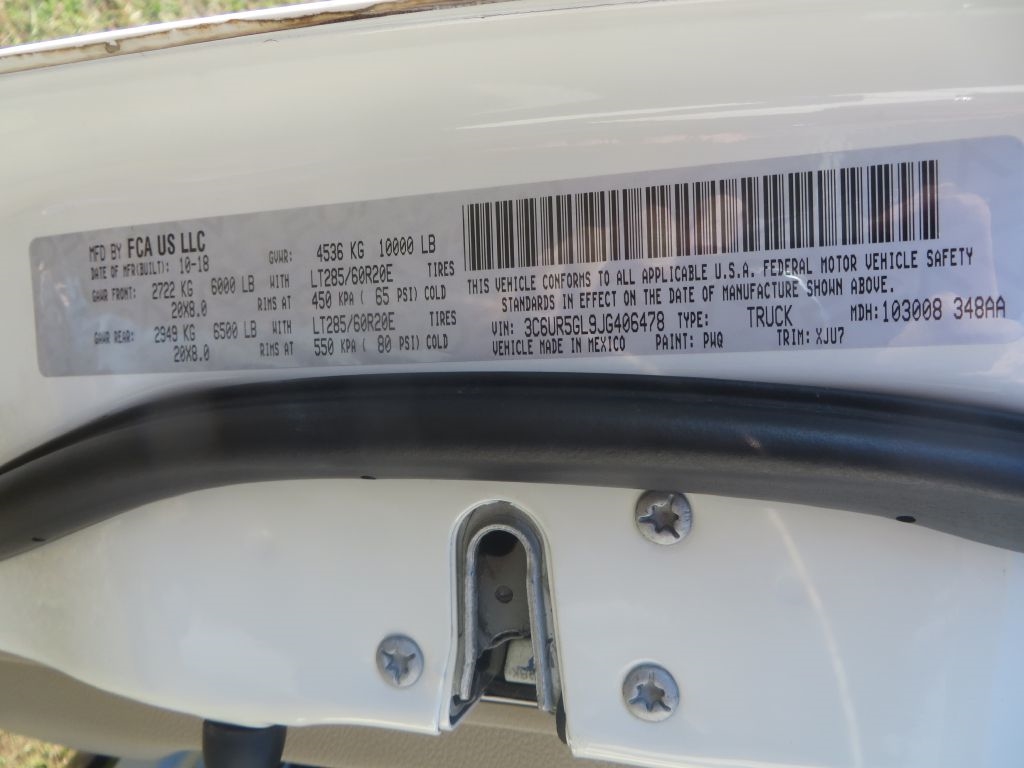 MFD BY FCA US LLC
DATE OF MFR(BUILT): 10-18 GVWR: 4536 KG 10000 LB
GAWR FRONT: 2722 KG 6000 LB WITH LT285/60R20E TIRES
20X8.0 RIMS AT 450 KPA ( 65 PSI) COLD
GAWR REAR: 2949 KG 6500 LB WITH LT285/60R20E TIRES
20X8.0 RIMS AT 550 KPA ( 80 PSI) COLD
THIS VEHICLE CONFORMS TO ALL APPLICABLE U.S.A. FEDERAL MOTOR VEHICLE SAFETY
STANDARDS IN EFFECT ON THE DATE OF MANUFACTURE SHOWN ABOVE.
VIN: 3C6UR5GL9JG406478 TYPE: TRUCK MDH: 103008 348AA
VEHICLE MADE IN MEXICO PAINT: PWQ TRIM: XJU7